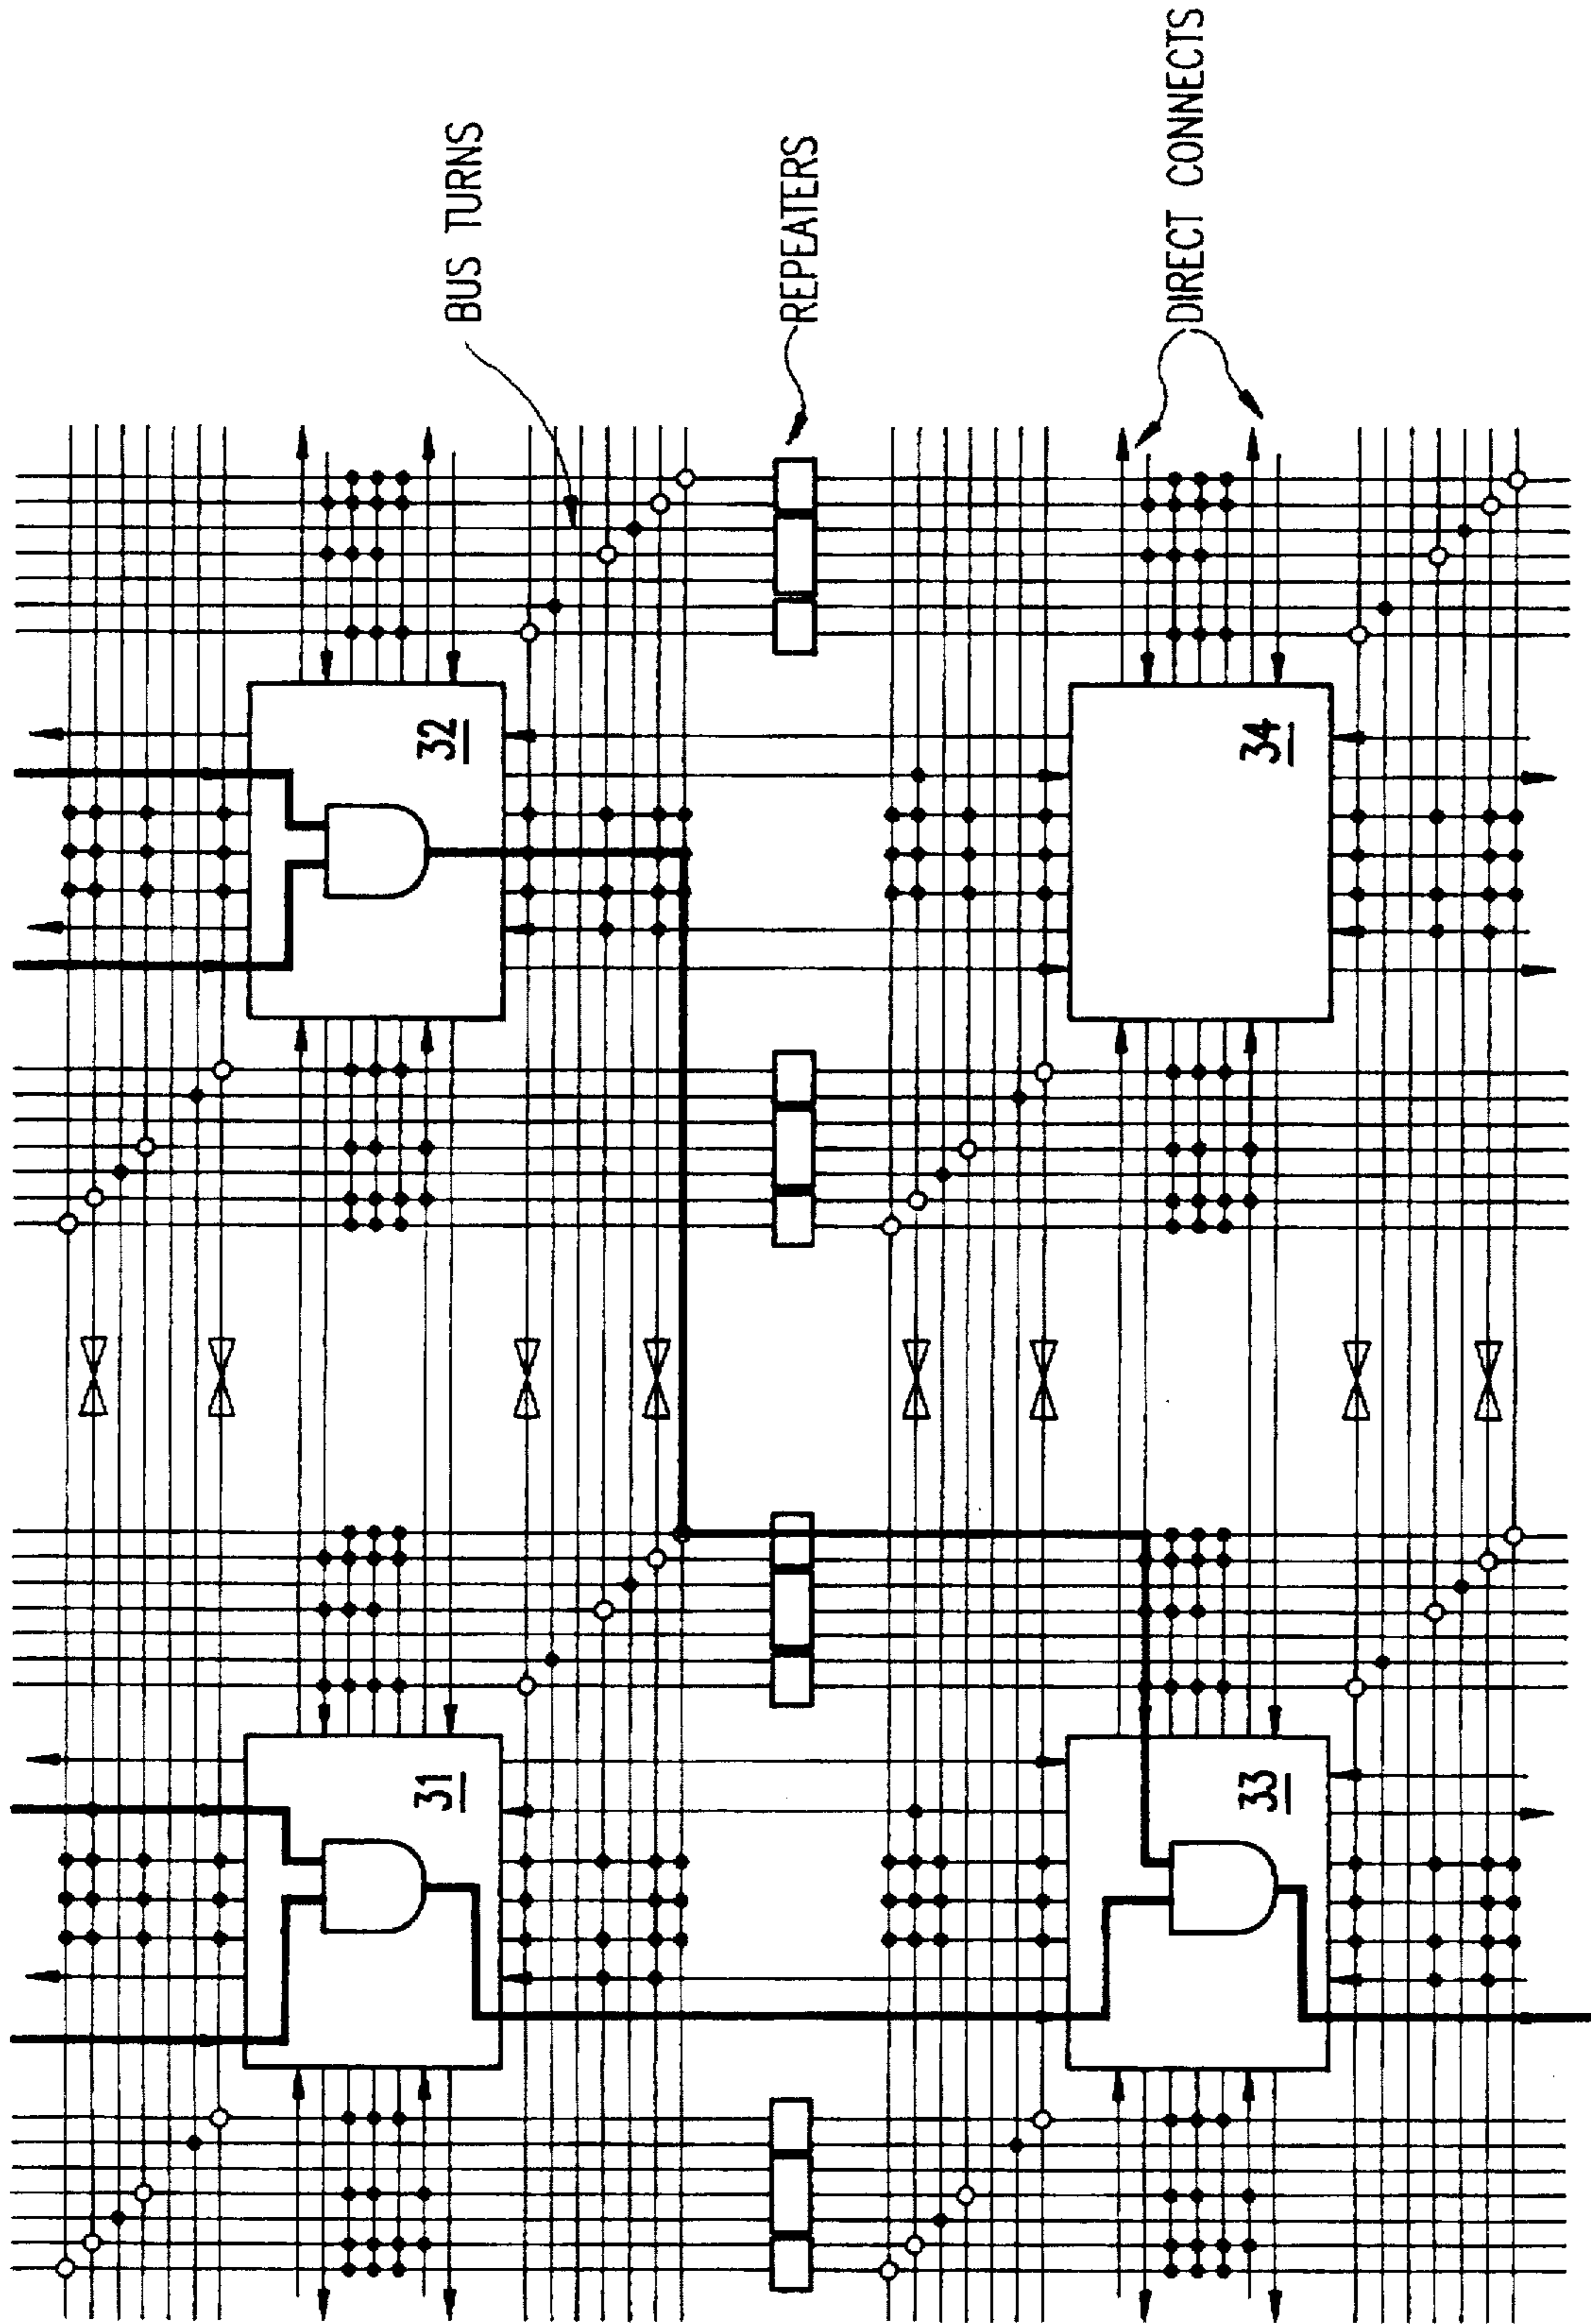 BUS TURNS
REPEATERS
DIRECT CONNECTS
32
34
31
33